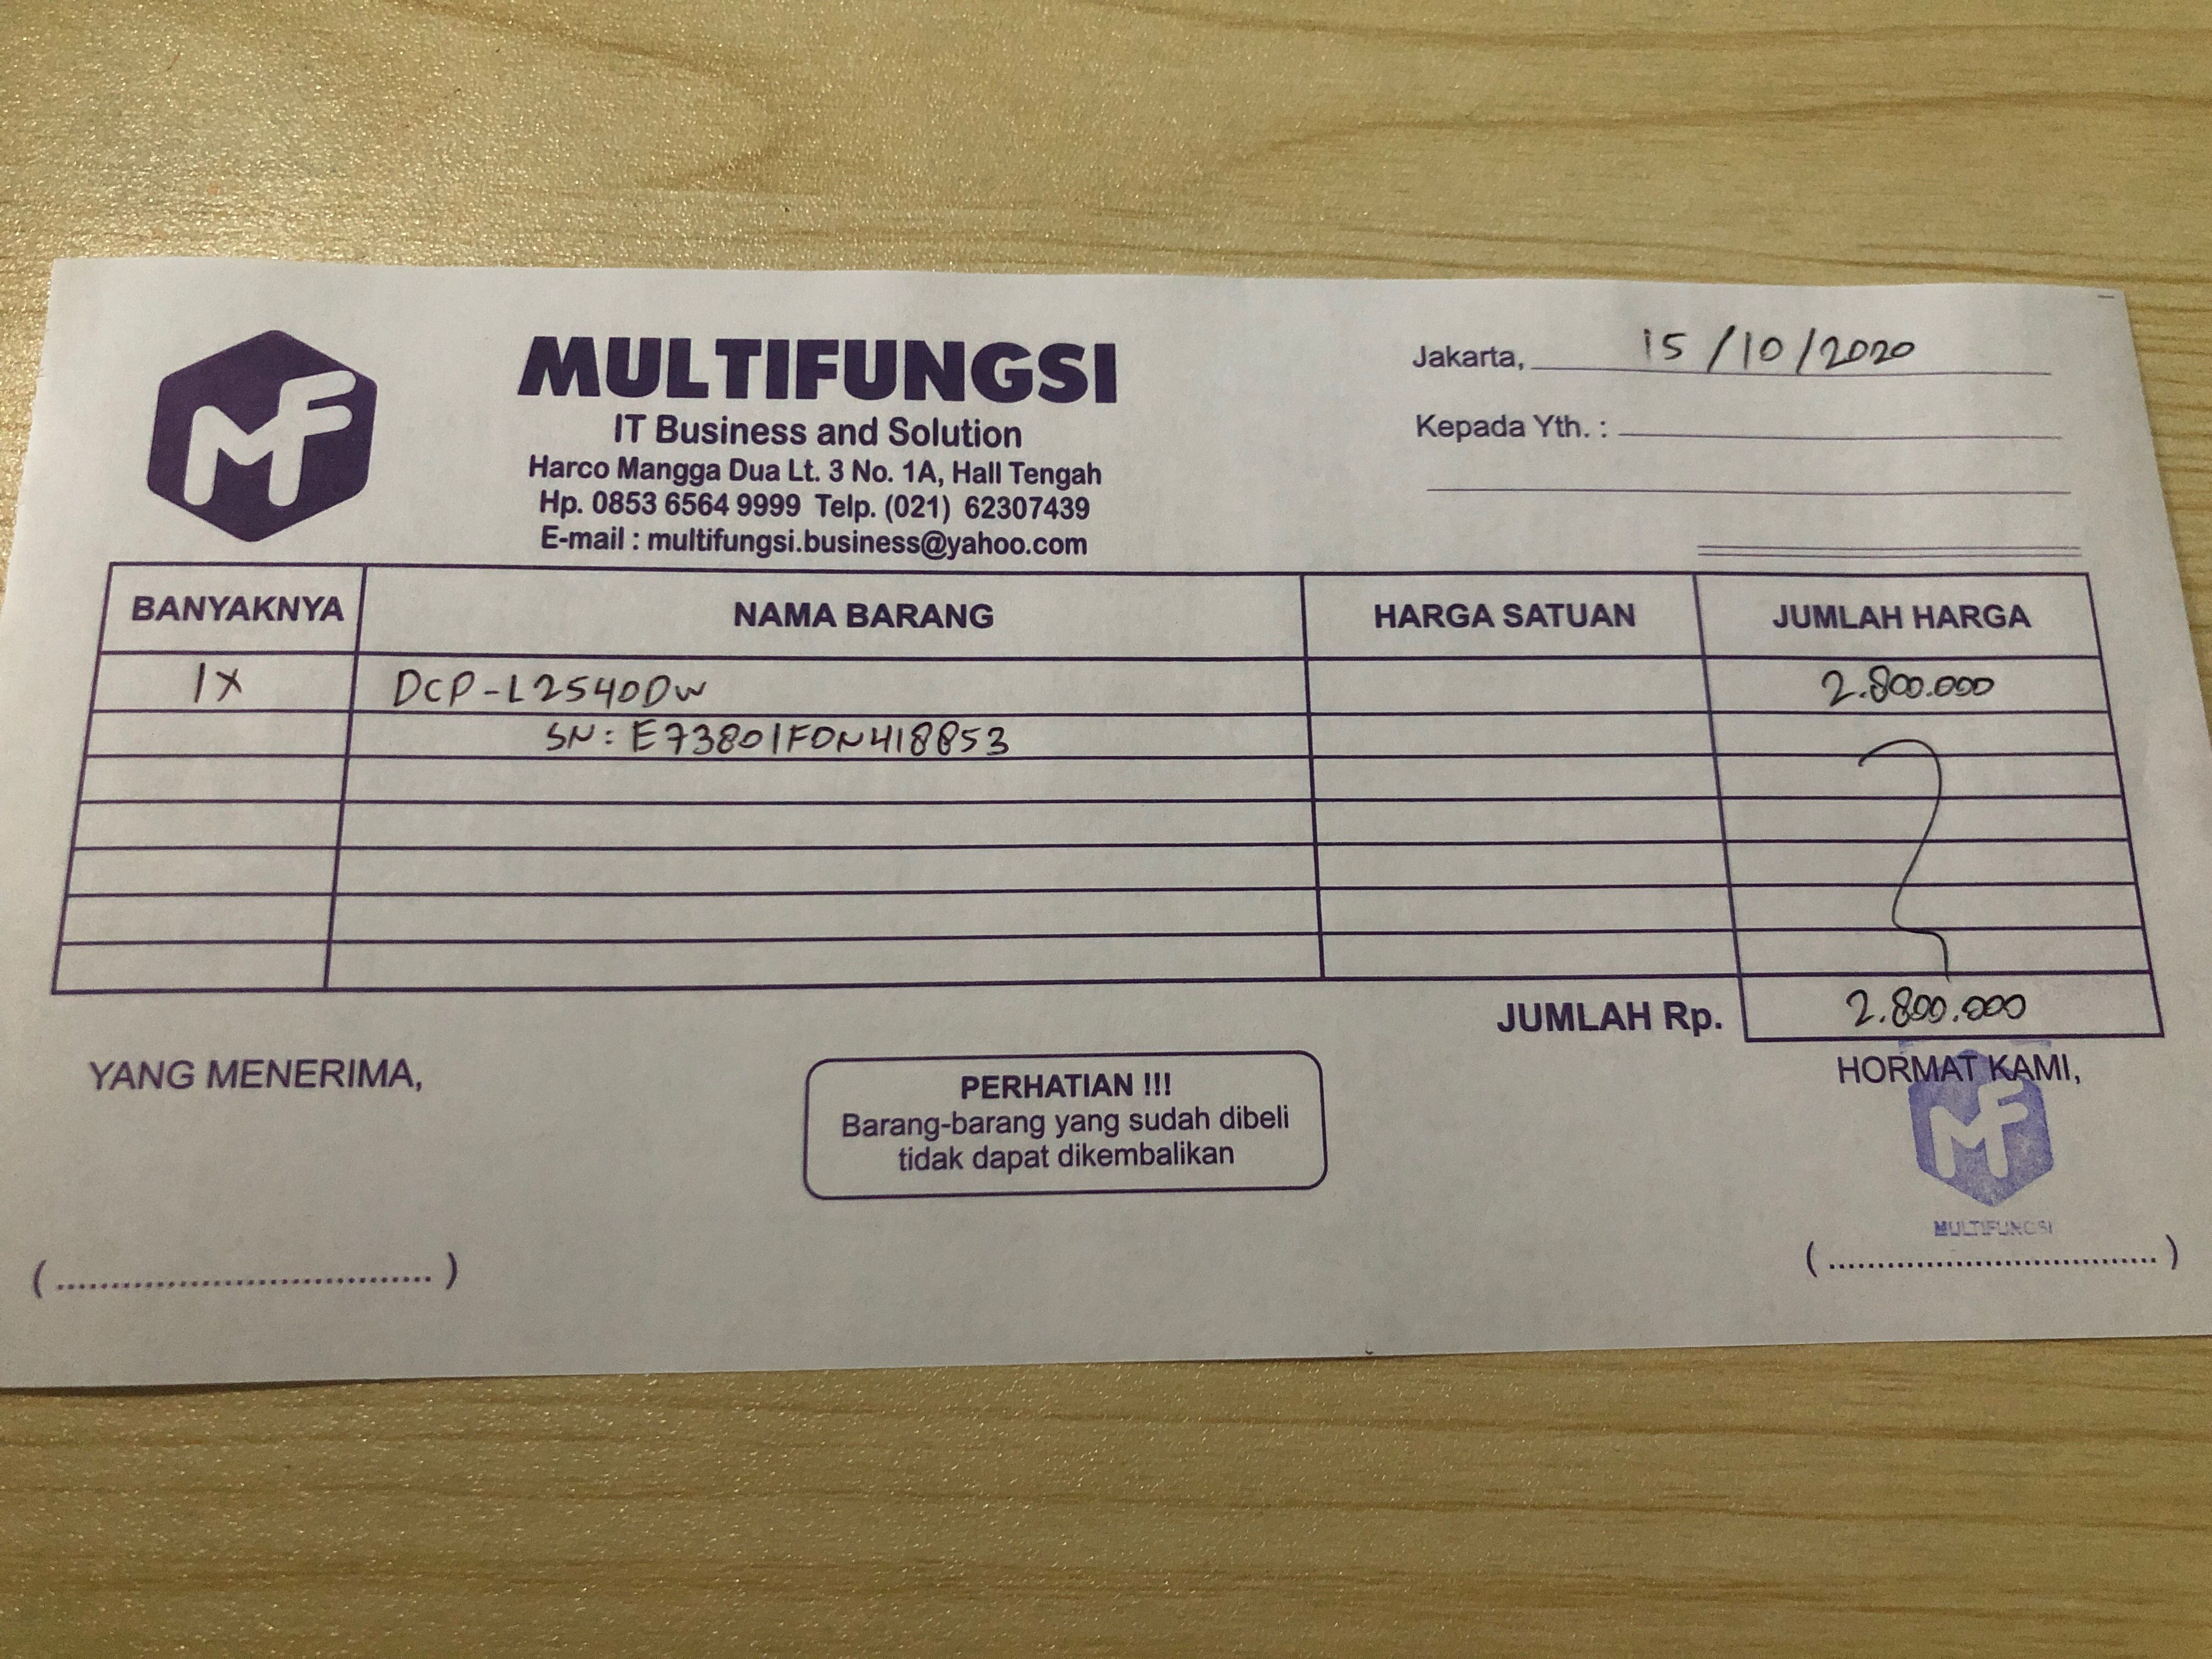 MF
MULTIFUNGSI
IT Business and Solution
Harco Mangga Dua Lt. 3 No. 1A, Hall Tengah
Hp. 0853 6564 9999 Telp. (021) 62307439
E-mail : multifungsi.business@yahoo.com
Jakarta, 15/10/2020
Kepada Yth. :
BANYAKNYA NAMA BARANG HARGA SATUAN JUMLAH HARGA
1X DCP-L2540DW 2.800.000
SN: E73801F0N418853
JUMLAH Rp. 2.800.000
YANG MENERIMA,
PERHATIAN !!!
Barang-barang yang sudah dibeli
tidak dapat dikembalikan
HORMAT KAMI,
MF
MULTIFUNGSI
(..................................) (..................................)